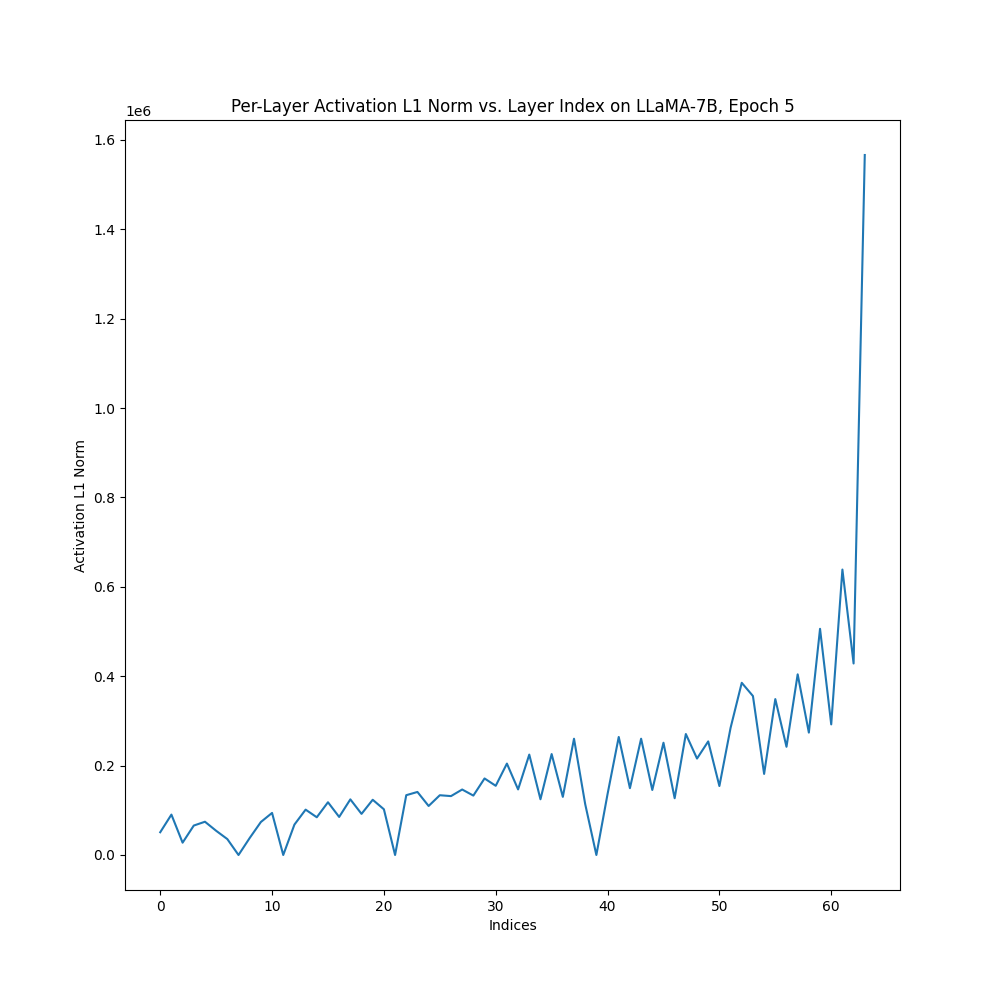 Per-Layer Activation L1 Norm vs. Layer Index on LLaMA-7B, Epoch 5
1e6
1.6
1.4
1.2
1.0
0.8
0.6
0.4
0.2
0.0
Activation L1 Norm
0 10 20 30 40 50 60
Indices